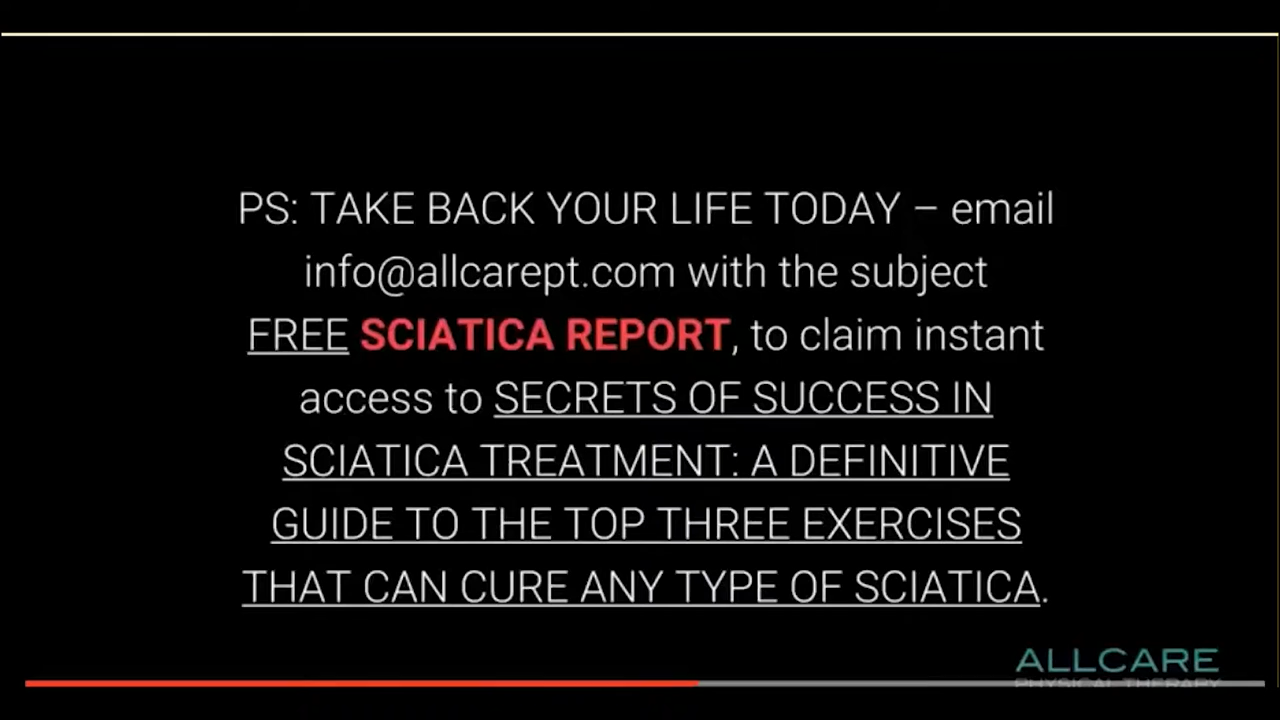 PS: TAKE BACK YOUR LIFE TODAY – email
info@allcarept.com with the subject
FREE SCIATICA REPORT, to claim instant
access to SECRETS OF SUCCESS IN
SCIATICA TREATMENT: A DEFINITIVE
GUIDE TO THE TOP THREE EXERCISES
THAT CAN CURE ANY TYPE OF SCIATICA.
ALLCARE
PHYSICAL THERAPY